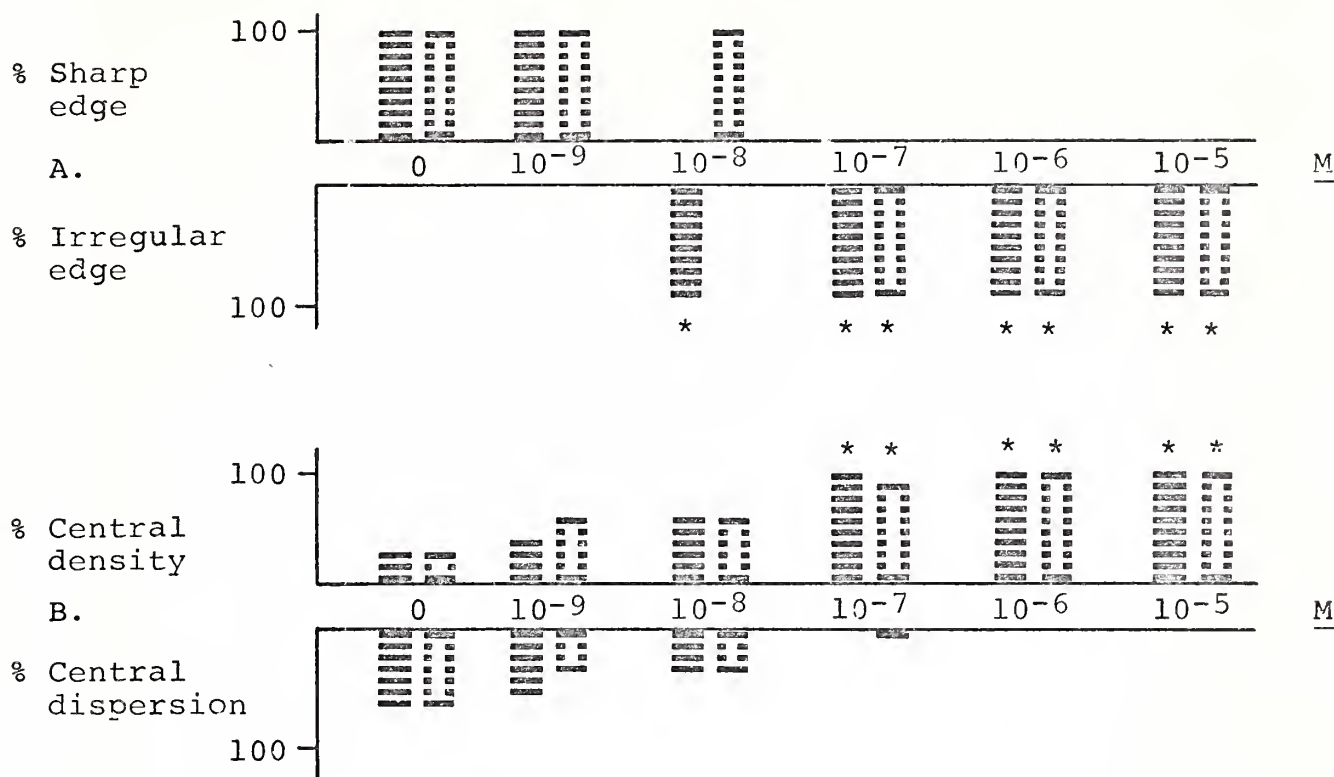 100
% Sharp
edge
A.
0 10-9 10-8 10-7 10-6 10-5 M
% Irregular
edge
100
* * * * * * *
* * * * * *
100
% Central
density
B.
0 10-9 10-8 10-7 10-6 10-5 M
% Central
dispersion
100